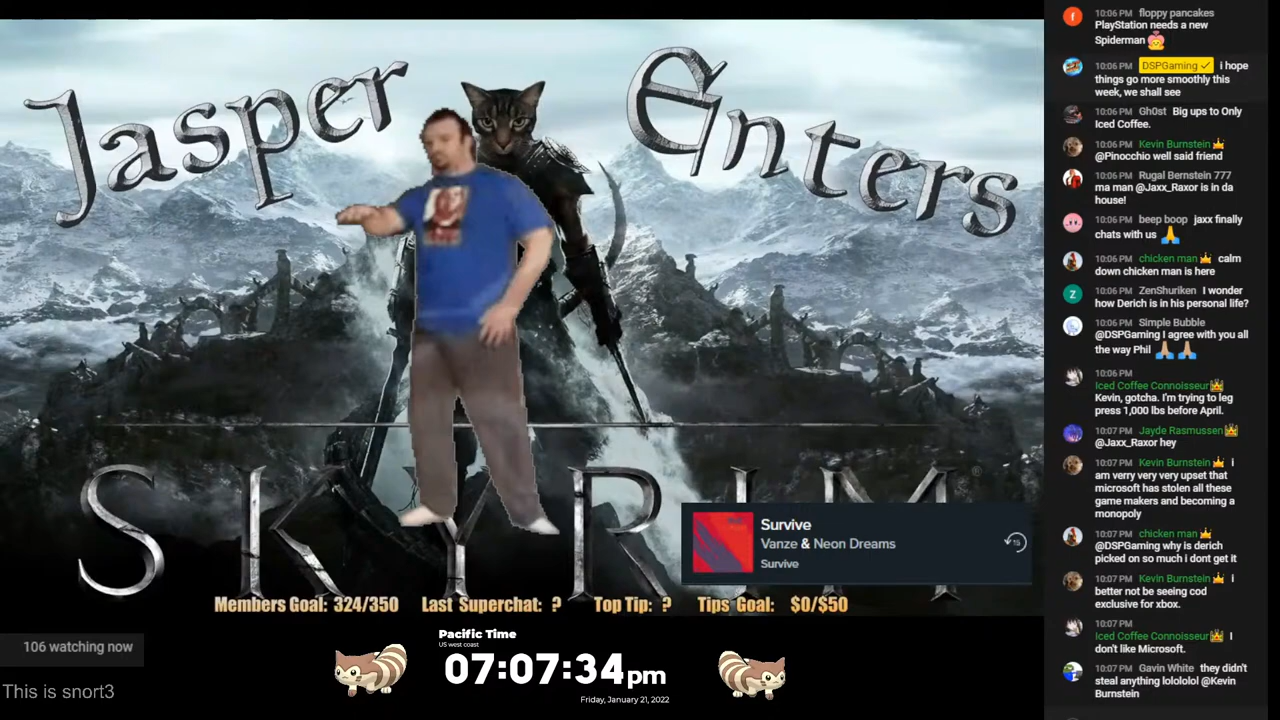 Jasper Enters
SKYRIM
®
Survive
Vanze & Neon Dreams
Survive
15
Members Goal: 324/350 Last Superchat: ? Top Tip: ? Tips Goal: $0/$50
106 watching now
This is snort3
Pacific Time
US west coast
07:07:34pm
Friday, January 21, 2022
f
10:06 PM floppy pancakes
PlayStation needs a new
Spiderman
10:06 PM DSPGaming ✓ i hope
things go more smoothly this
week, we shall see
10:06 PM Gh0st Big ups to Only
Iced Coffee.
10:06 PM Kevin Burnstein
@Pinocchio well said friend
10:06 PM Rugal Bernstein 777
ma man @Jaxx_Raxor is in da
house!
10:06 PM beep boop jaxx finally
chats with us
10:06 PM chicken man calm
down chicken man is here
Z
10:06 PM ZenShuriken I wonder
how Derich is in his personal life?
10:06 PM Simple Bubble
@DSPGaming I agree with you all
the way Phil
10:06 PM
Iced Coffee Connoisseur
Kevin, gotcha. I'm trying to leg
press 1,000 lbs before April.
10:07 PM Jayde Rasmussen
@Jaxx_Raxor hey
10:07 PM Kevin Burnstein i
am verry very very upset that
microsoft has stolen all these
game makers and becoming a
monopoly
10:07 PM chicken man
@DSPGaming why is derich
picked on so much i dont get it
10:07 PM Kevin Burnstein i
better not be seeing cod
exclusive for xbox.
10:07 PM
Iced Coffee Connoisseur I
don't like Microsoft.
10:07 PM Gavin White they didn't
steal anything lolololol @Kevin
Burnstein